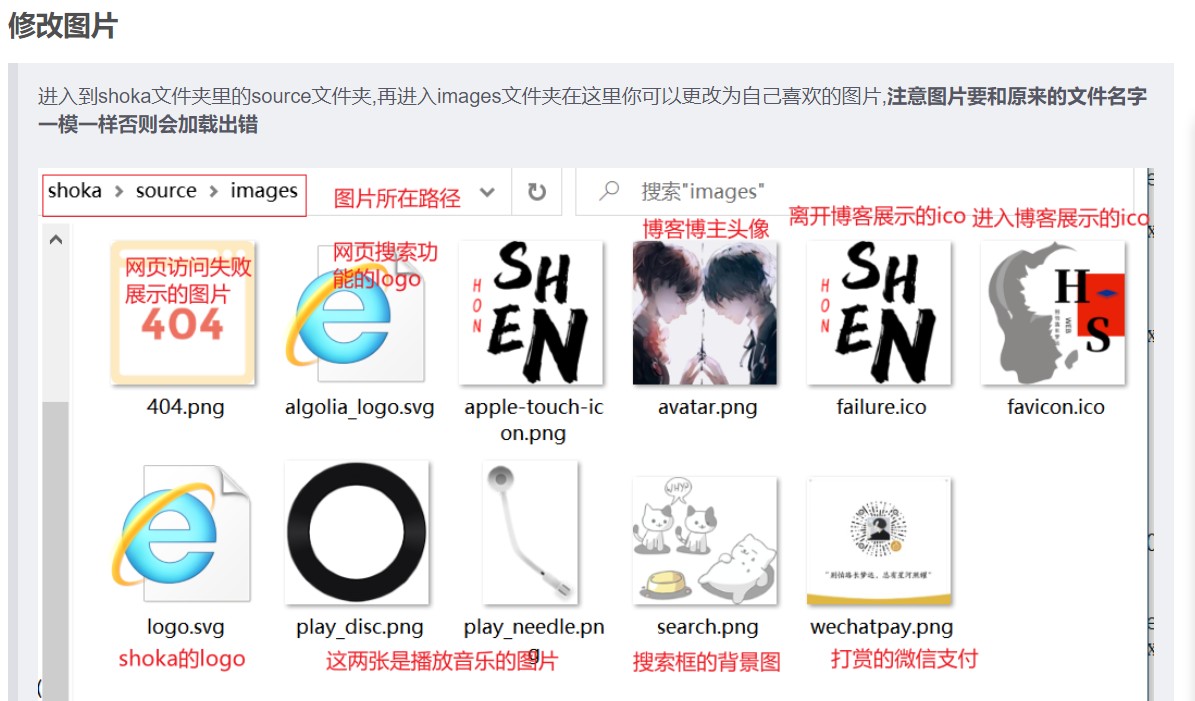 修改图片
进入到shoka文件夹里的source文件夹,再进入images文件夹在这里你可以更改为自己喜欢的图片,注意图片要和原来的文件名字
一模一样否则会加载出错
shoka > source > images
图片所在路径
搜索"images"
博客博主头像
离开博客展示的ico
进入博客展示的ico
网页访问失败
展示的图片
404
网页搜索功
能的logo
HON
SHEN
HON
SHEN
H
S
WEB
404.png
algolia_logo.svg
apple-touch-ic
on.png
avatar.png
failure.ico
favicon.ico
WHYO
logo.svg
play_disc.png
play_needle.pn
g
search.png
wechatpay.png
shoka的logo
这两张是播放音乐的图片
搜索框的背景图
打赏的微信支付